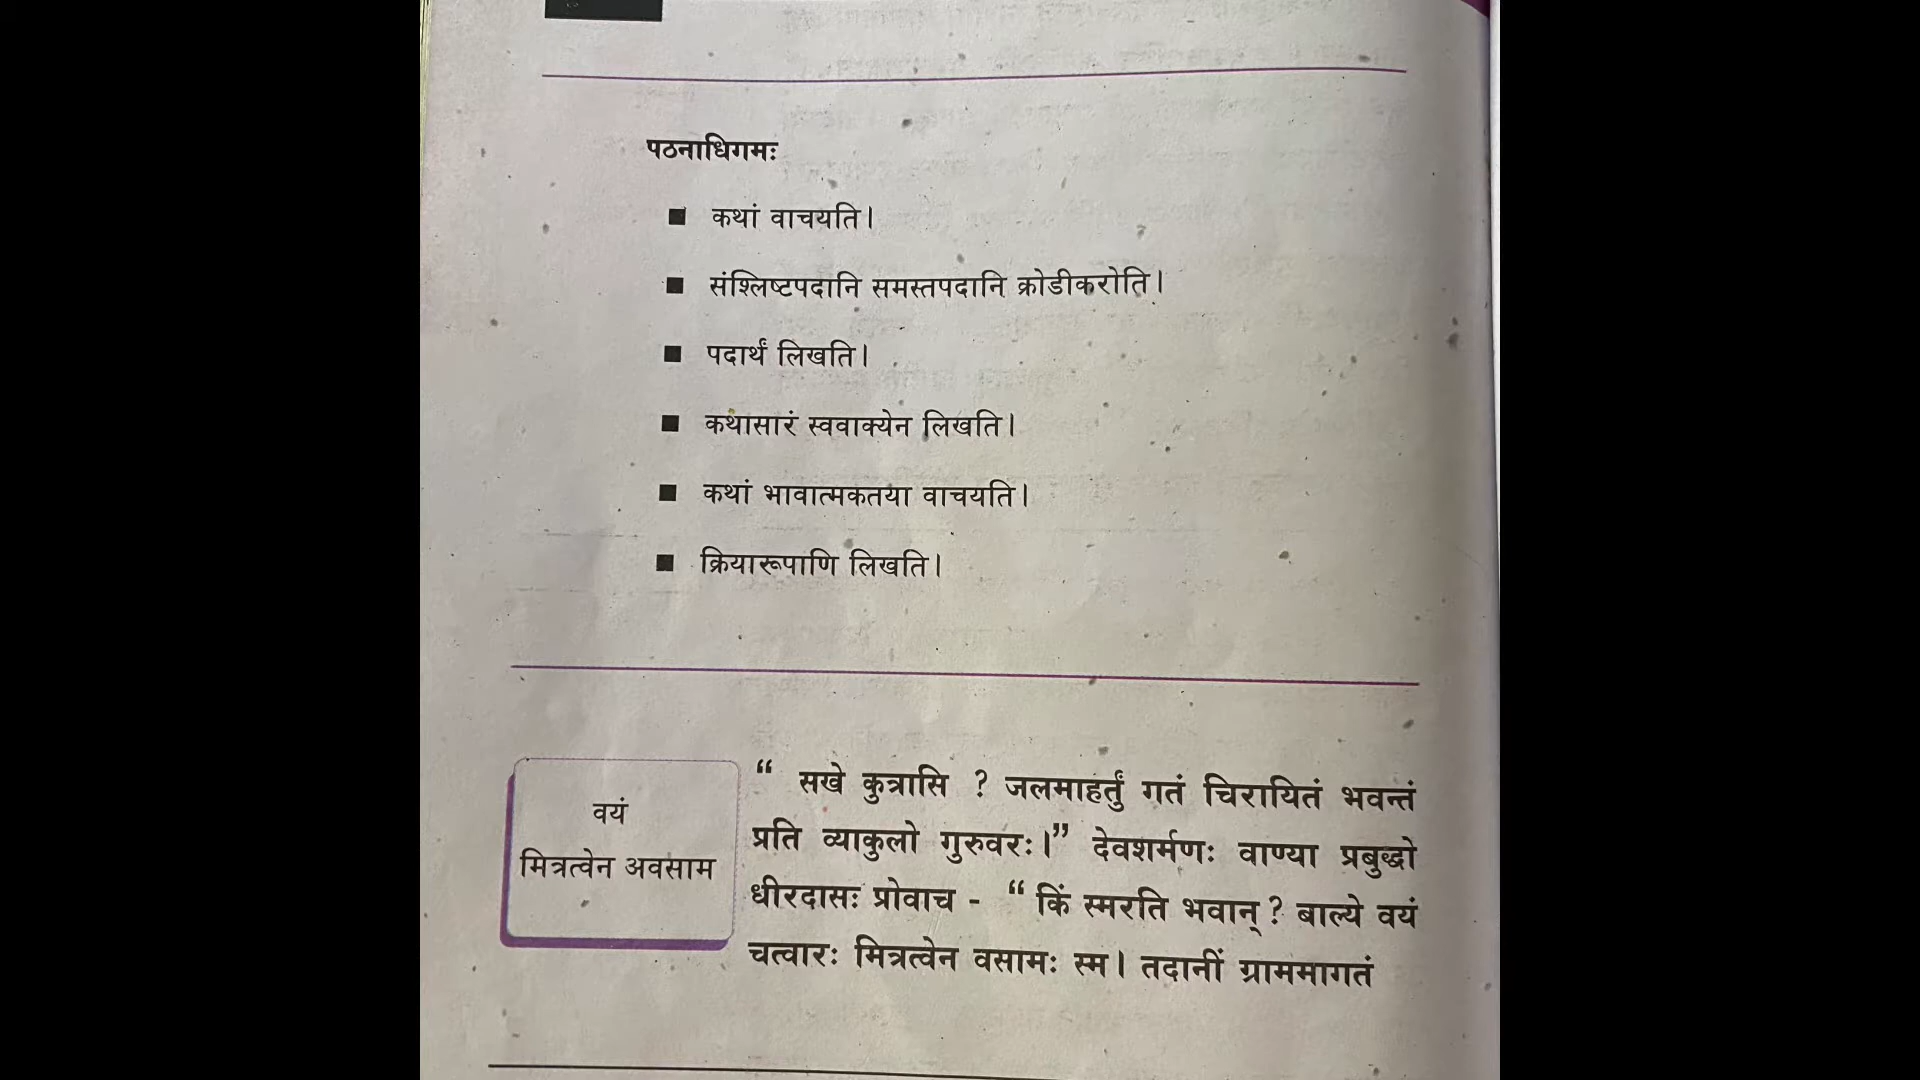 पठनाधिगमः
■ कथां वाचयति।
■ संश्लिष्टपदानि समस्तपदानि क्रोडीकरोति।
■ पदार्थं लिखति।
■ कथासारं स्ववाक्येन लिखति।
■ कथां भावात्मकतया वाचयति।
■ क्रियारूपाणि लिखति।
वयं
मित्रत्वेन अवसाम
“ सखे कुत्रासि ? जलमाहर्तुं गतं चिरायितं भवन्तं
प्रति व्याकुलो गुरुवरः।” देवशर्मणः वाण्या प्रबुद्धो
धीरदासः प्रोवाच - “ किं स्मरति भवान् ? बाल्ये वयं
चत्वारः मित्रत्वेन वसामः स्म। तदानीं ग्राममागतं